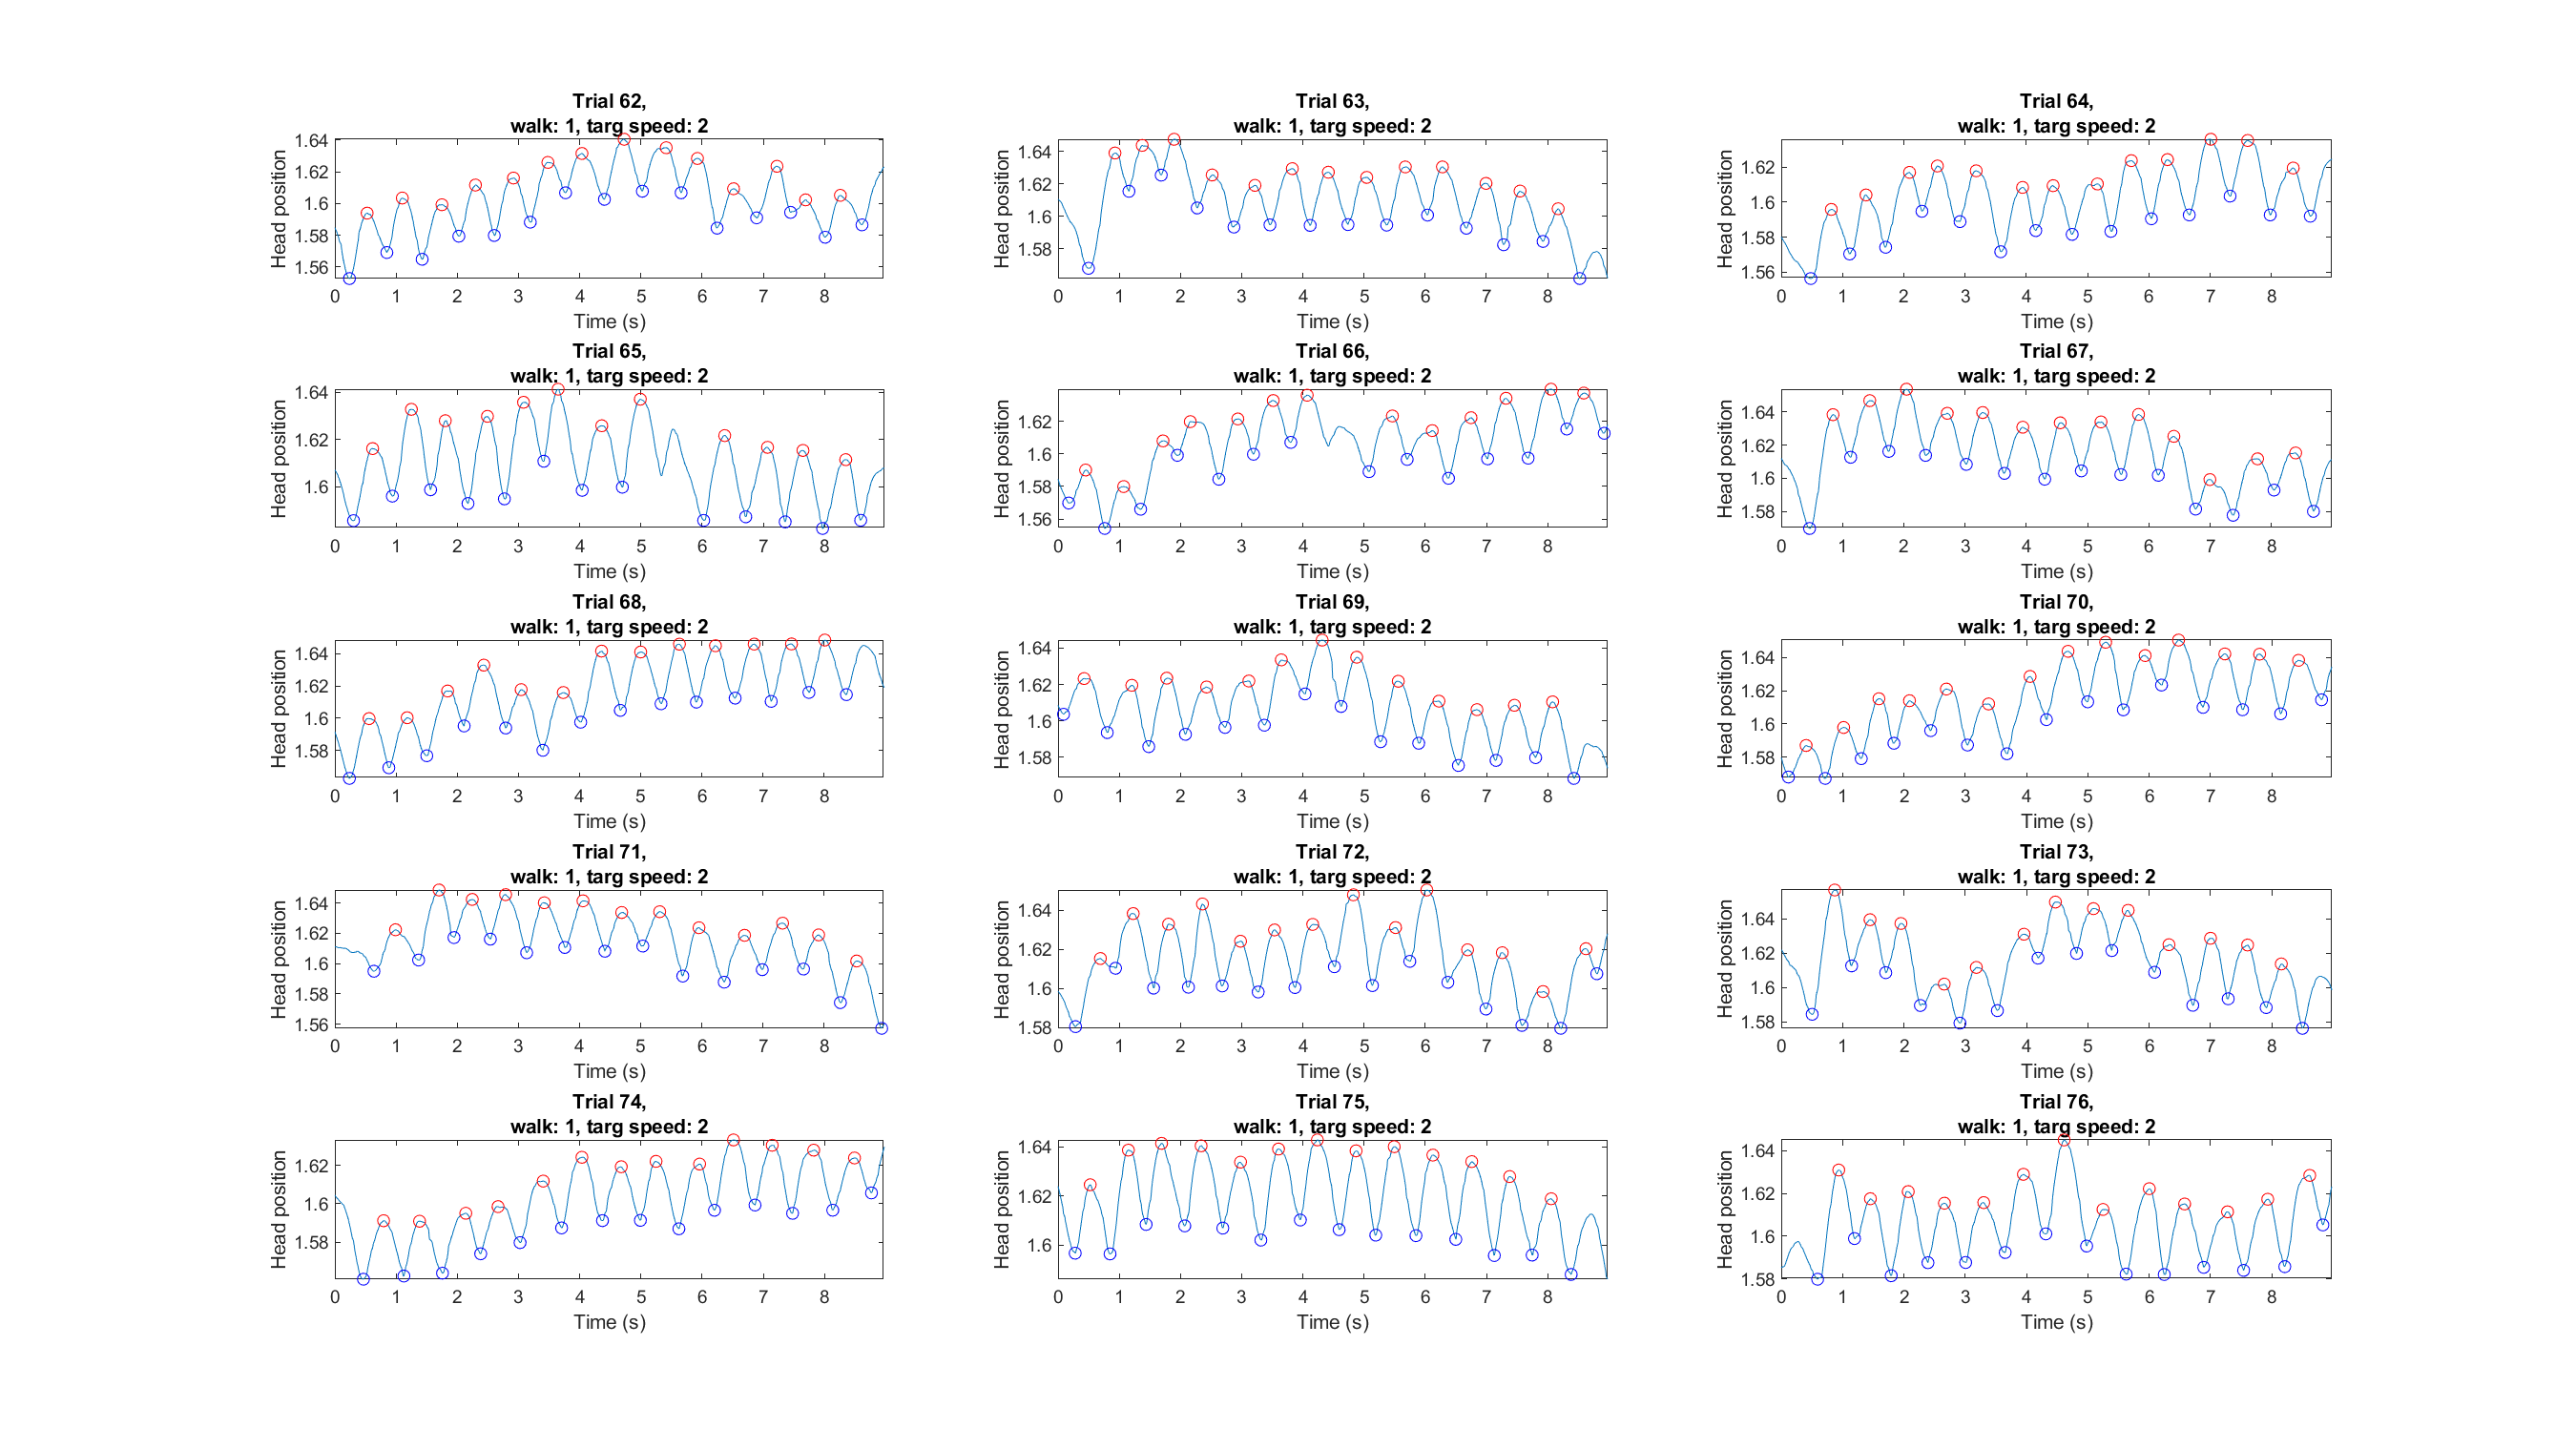 Trial 62,
walk: 1, targ speed: 2
Head position
1.64
1.62
1.6
1.58
1.56
0 1 2 3 4 5 6 7 8
Time (s)
Trial 63,
walk: 1, targ speed: 2
Head position
1.64
1.62
1.6
1.58
0 1 2 3 4 5 6 7 8
Time (s)
Trial 64,
walk: 1, targ speed: 2
Head position
1.62
1.6
1.58
1.56
0 1 2 3 4 5 6 7 8
Time (s)
Trial 65,
walk: 1, targ speed: 2
Head position
1.64
1.62
1.6
0 1 2 3 4 5 6 7 8
Time (s)
Trial 66,
walk: 1, targ speed: 2
Head position
1.62
1.6
1.58
1.56
0 1 2 3 4 5 6 7 8
Time (s)
Trial 67,
walk: 1, targ speed: 2
Head position
1.64
1.62
1.6
1.58
0 1 2 3 4 5 6 7 8
Time (s)
Trial 68,
walk: 1, targ speed: 2
Head position
1.64
1.62
1.6
1.58
0 1 2 3 4 5 6 7 8
Time (s)
Trial 69,
walk: 1, targ speed: 2
Head position
1.64
1.62
1.6
1.58
0 1 2 3 4 5 6 7 8
Time (s)
Trial 70,
walk: 1, targ speed: 2
Head position
1.64
1.62
1.6
1.58
0 1 2 3 4 5 6 7 8
Time (s)
Trial 71,
walk: 1, targ speed: 2
Head position
1.64
1.62
1.6
1.58
1.56
0 1 2 3 4 5 6 7 8
Time (s)
Trial 72,
walk: 1, targ speed: 2
Head position
1.64
1.62
1.6
1.58
0 1 2 3 4 5 6 7 8
Time (s)
Trial 73,
walk: 1, targ speed: 2
Head position
1.64
1.62
1.6
1.58
0 1 2 3 4 5 6 7 8
Time (s)
Trial 74,
walk: 1, targ speed: 2
Head position
1.62
1.6
1.58
0 1 2 3 4 5 6 7 8
Time (s)
Trial 75,
walk: 1, targ speed: 2
Head position
1.64
1.62
1.6
0 1 2 3 4 5 6 7 8
Time (s)
Trial 76,
walk: 1, targ speed: 2
Head position
1.64
1.62
1.6
1.58
0 1 2 3 4 5 6 7 8
Time (s)